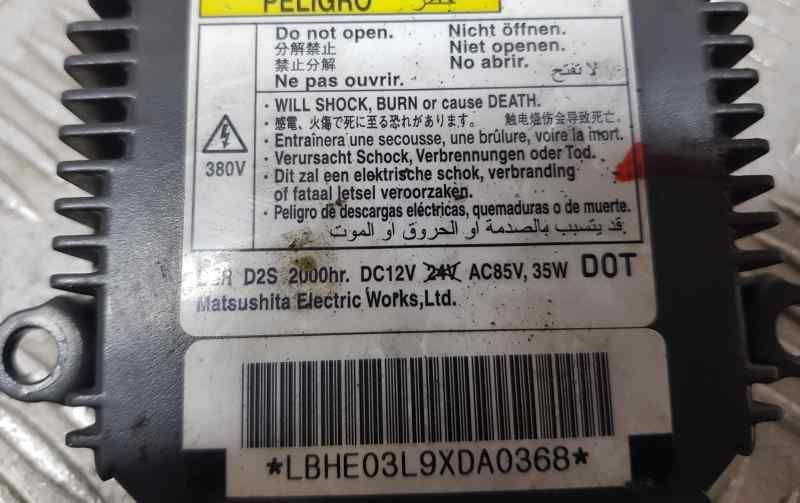 PELIGRO خطر
Do not open. Nicht öffnen.
分解禁止 Niet openen.
禁止分解 No abrir.
Ne pas ouvrir. لا تفتح
380V
· WILL SHOCK, BURN or cause DEATH.
· 感電、火傷で死に至る恐れがあります。 触电烧伤会导致死亡.
· Entraînera une secousse, une brûlure, voire la mort.
· Verursacht Schock, Verbrennungen oder Tod.
· Dit zal een elektrische schok, verbranding
of fataal letsel veroorzaken.
· Peligro de descargas eléctricas, quemaduras o de muerte.
قد يتسبب بالصدمة او الحروق او الموت .
D2S 2000hr. DC12V 24V AC85V, 35W DOT
Matsushita Electric Works,Ltd.
*LBHE03L9XDA0368*